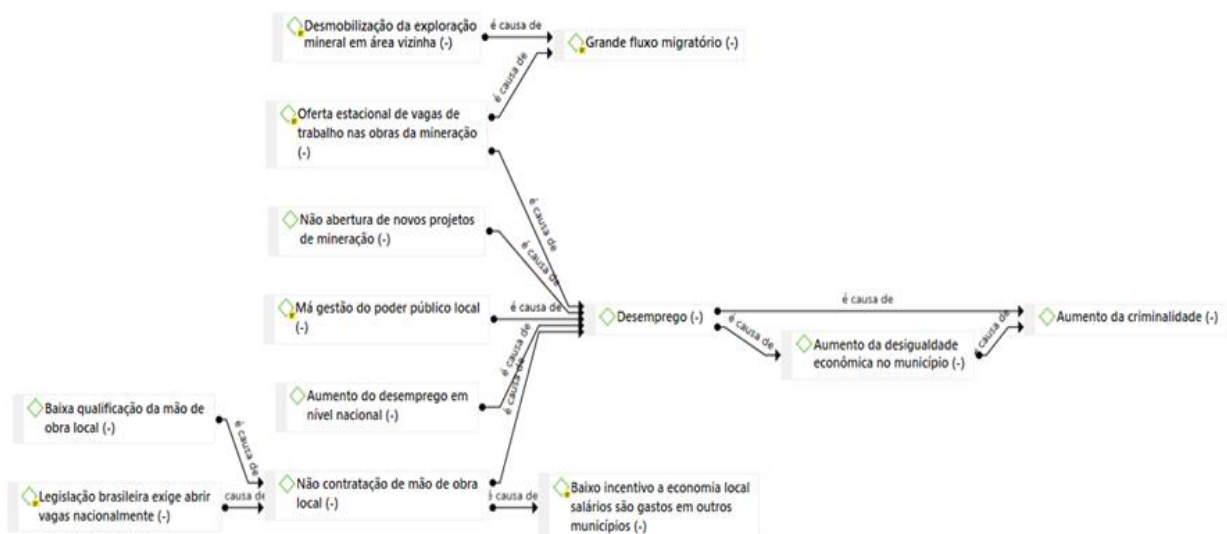 Desmobilização da exploração
mineral em área vizinha (-)
é causa de
Grande fluxo migratório (-)
é causa de
Oferta estacional de vagas de
trabalho nas obras da mineração
(-)
é causa de
Não abertura de novos projetos
de mineração (-)
é causa de
Má gestão do poder público local
(-)
é causa de
Desemprego (-)
é causa de
Aumento da criminalidade (-)
é causa de
Aumento da desigualdade
econômica no município (-)
é causa de
é causa de
é causa de
Aumento do desemprego em
nível nacional (-)
Baixa qualificação da mão de
obra local (-)
é causa de
Legislação brasileira exige abrir
vagas nacionalmente (-)
causa de
Não contratação de mão de obra
local (-)
é causa de
Baixo incentivo a economia local
salários são gastos em outros
municípios (-)